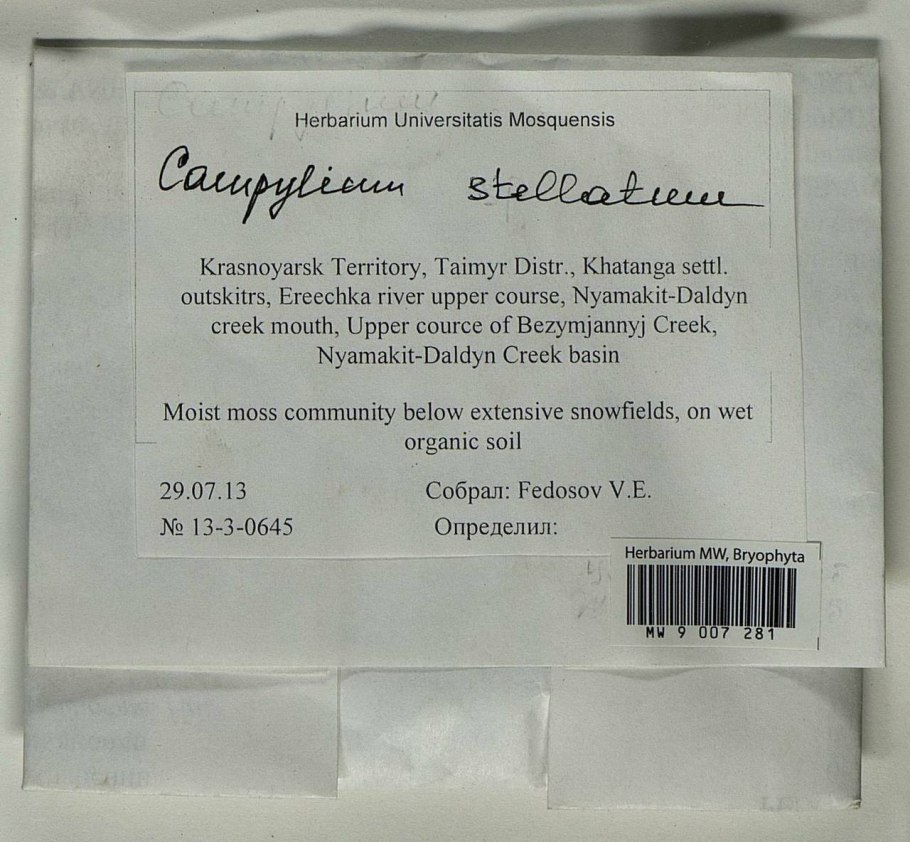 Herbarium Universitatis Mosquensis
Campylium stellatum
Krasnoyarsk Territory, Taimyr Distr., Khatanga settl.
outskitrs, Ereechka river upper course, Nyamakit-Daldyn
creek mouth, Upper cource of Bezymjannyj Creek,
Nyamakit-Daldyn Creek basin
Moist moss community below extensive snowfields, on wet
organic soil
29.07.13 Собрал: Fedosov V.E.
№ 13-3-0645 Определил:
Herbarium MW, Bryophyta
MW 9 007 281